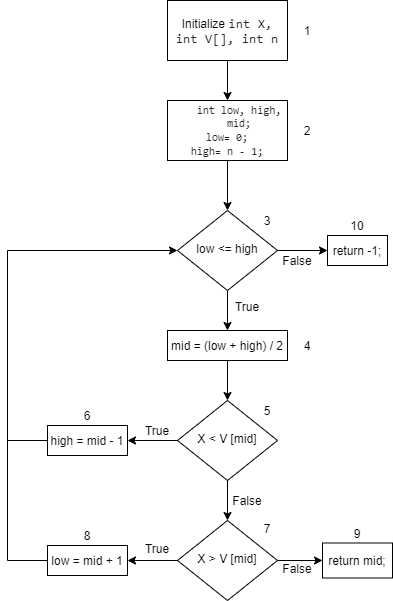 Initialize int X,
int V[], int n
1
int low, high,
mid;
low= 0;
high= n - 1;
2
3
10
low <= high
return -1;
False
True
mid = (low + high) / 2
4
5
6
X < V [mid]
True
high = mid - 1
False
7
8
9
X > V [mid]
True
low = mid + 1
False
return mid;